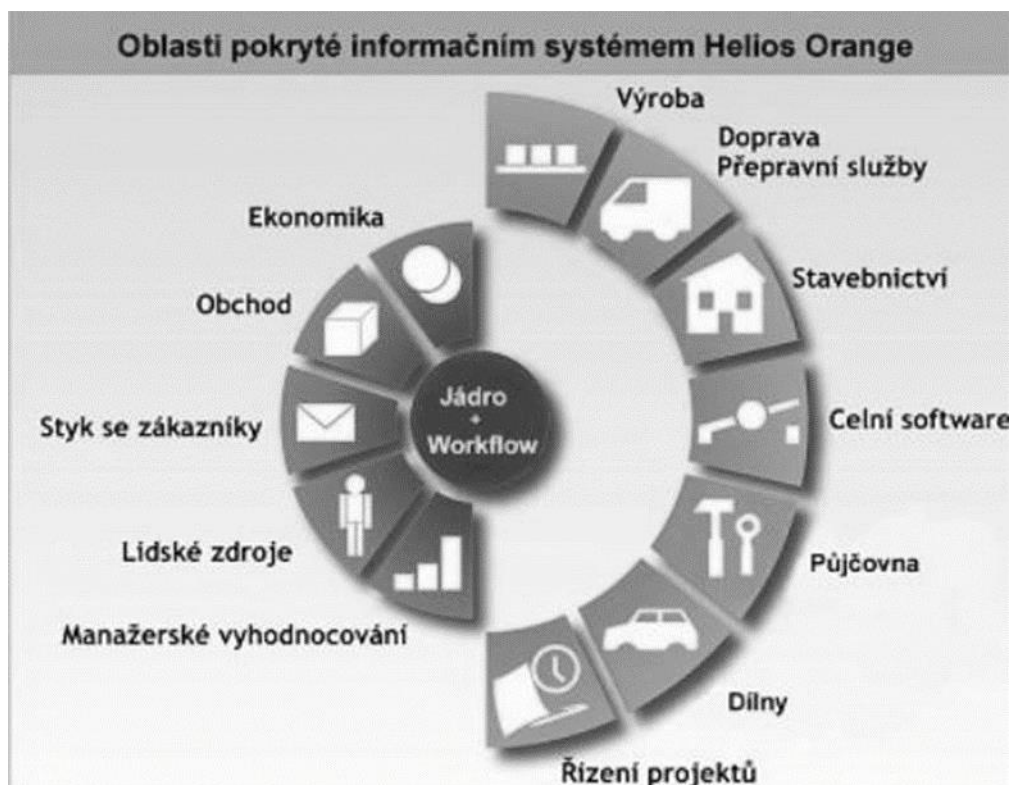 Oblasti pokryté informačním systémem Helios Orange
Výroba
Doprava
Přepravní služby
Stavebnictví
Celní software
Půjčovna
Dílny
Řízení projektů
Ekonomika
Obchod
Styk se zákazníky
Lidské zdroje
Manažerské vyhodnocování
Jádro
+
Workflow